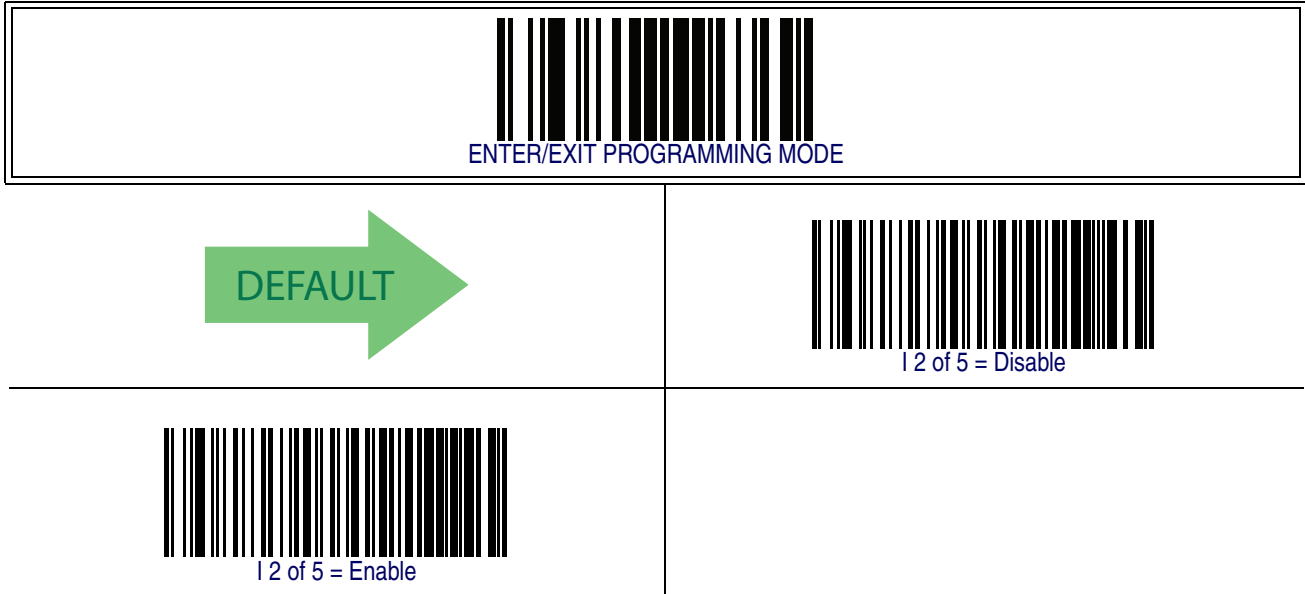 ENTER/EXIT PROGRAMMING MODE
DEFAULT
I 2 of 5 = Disable
I 2 of 5 = Enable